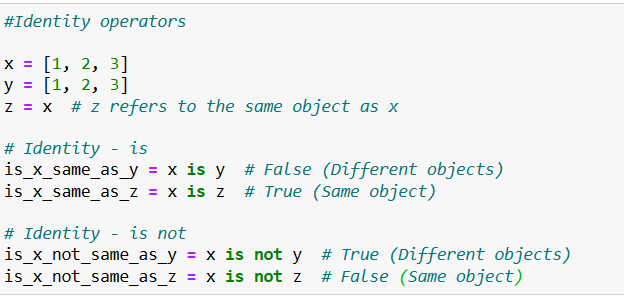 #Identity operators
x = [1, 2, 3]
y = [1, 2, 3]
z = x  # z refers to the same object as x
# Identity - is
is_x_same_as_y = x is y  # False (Different objects)
is_x_same_as_z = x is z  # True (Same object)
# Identity - is not
is_x_not_same_as_y = x is not y  # True (Different objects)
is_x_not_same_as_z = x is not z  # False (Same object)